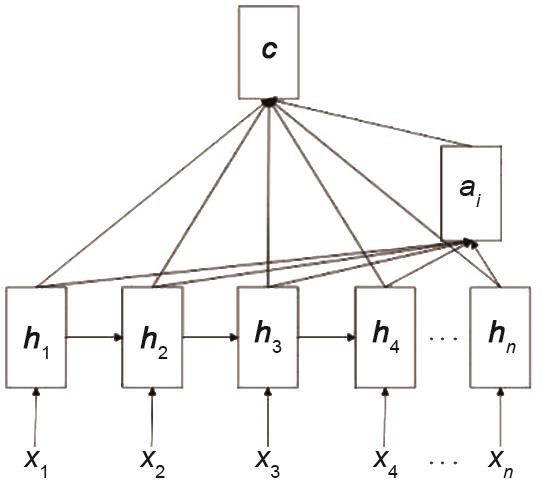 c
a_i
h_1 h_2 h_3 h_4 ... h_n
x_1 x_2 x_3 x_4 ... x_n